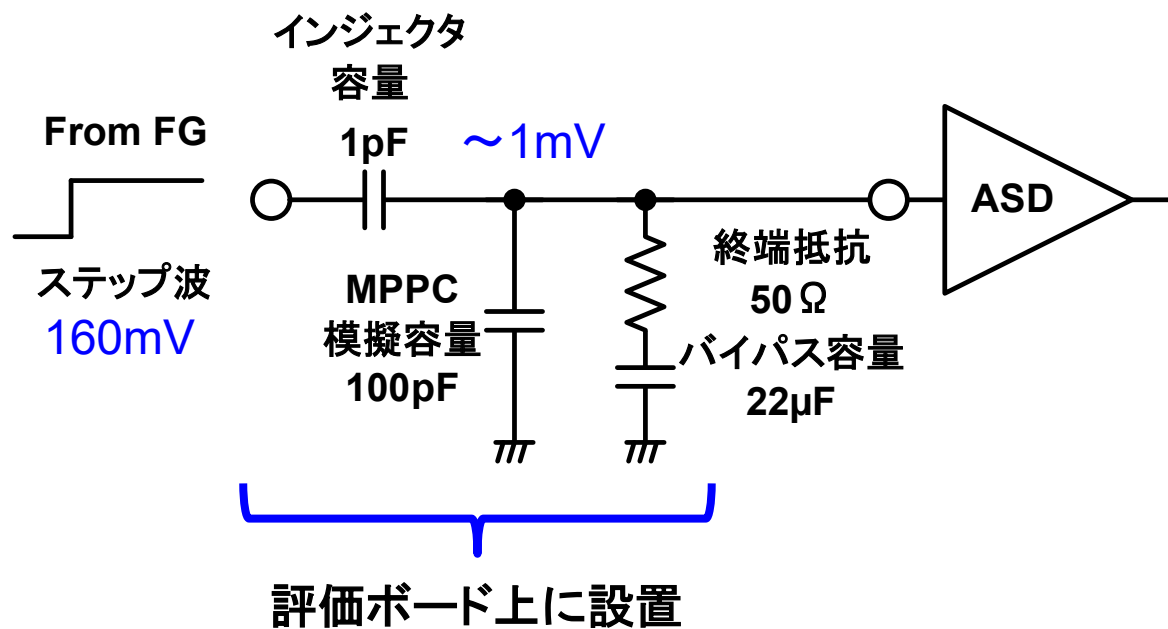 インジェクタ
容量
1pF
From FG
～1mV
ステップ波
160mV
MPPC
模擬容量
100pF
終端抵抗
50Ω
バイパス容量
22µF
ASD
評価ボード上に設置